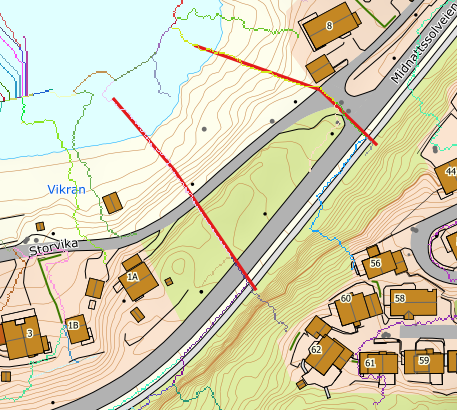 8
Midnattssolveien
Vikran
44
Storvika
1A
56
60
58
3
1B
62
61
59